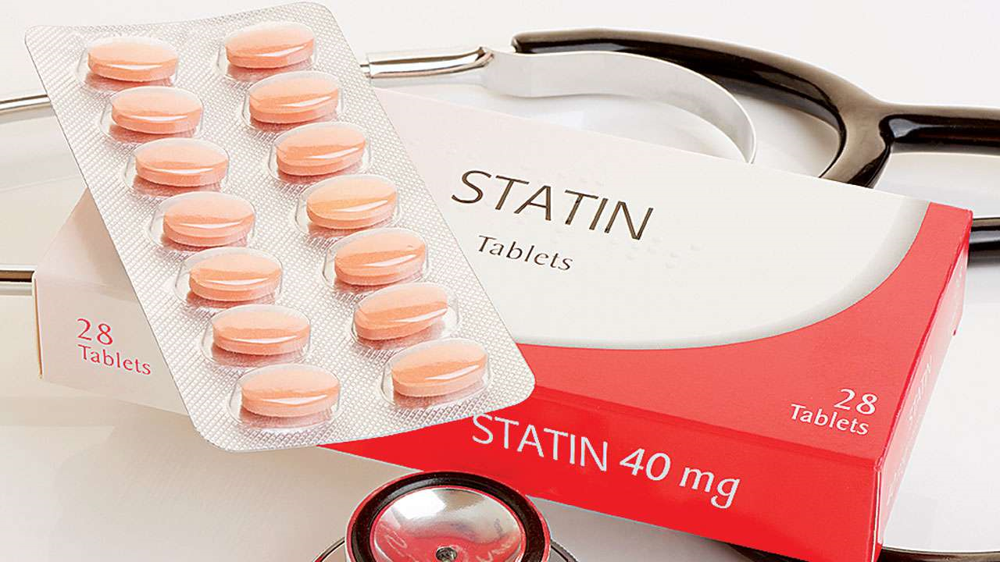 STATIN
Tablets
28
Tablets
28
Tablets
STATIN 40 mg